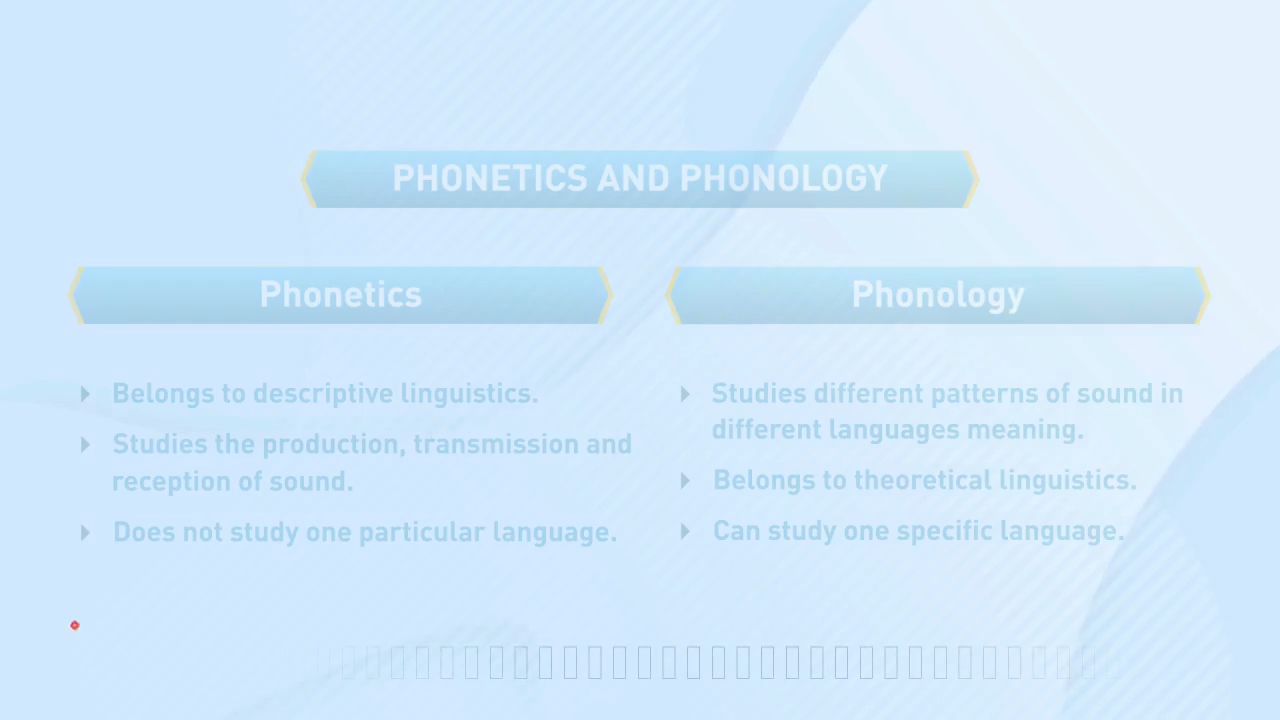 PHONETICS AND PHONOLOGY
Phonetics
Belongs to descriptive linguistics.
Studies the production, transmission and
reception of sound.
Does not study one particular language.
Phonology
Studies different patterns of sound in
different languages meaning.
Belongs to theoretical linguistics.
Can study one specific language.